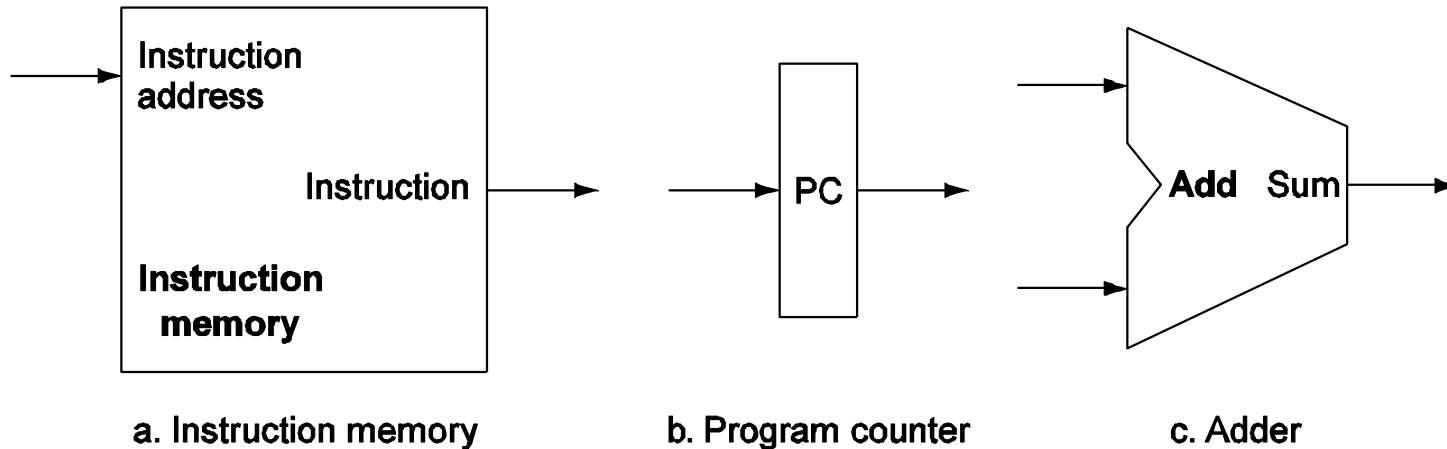 Instruction
address
Instruction
Instruction
memory
PC
Add Sum
a. Instruction memory
b. Program counter
c. Adder